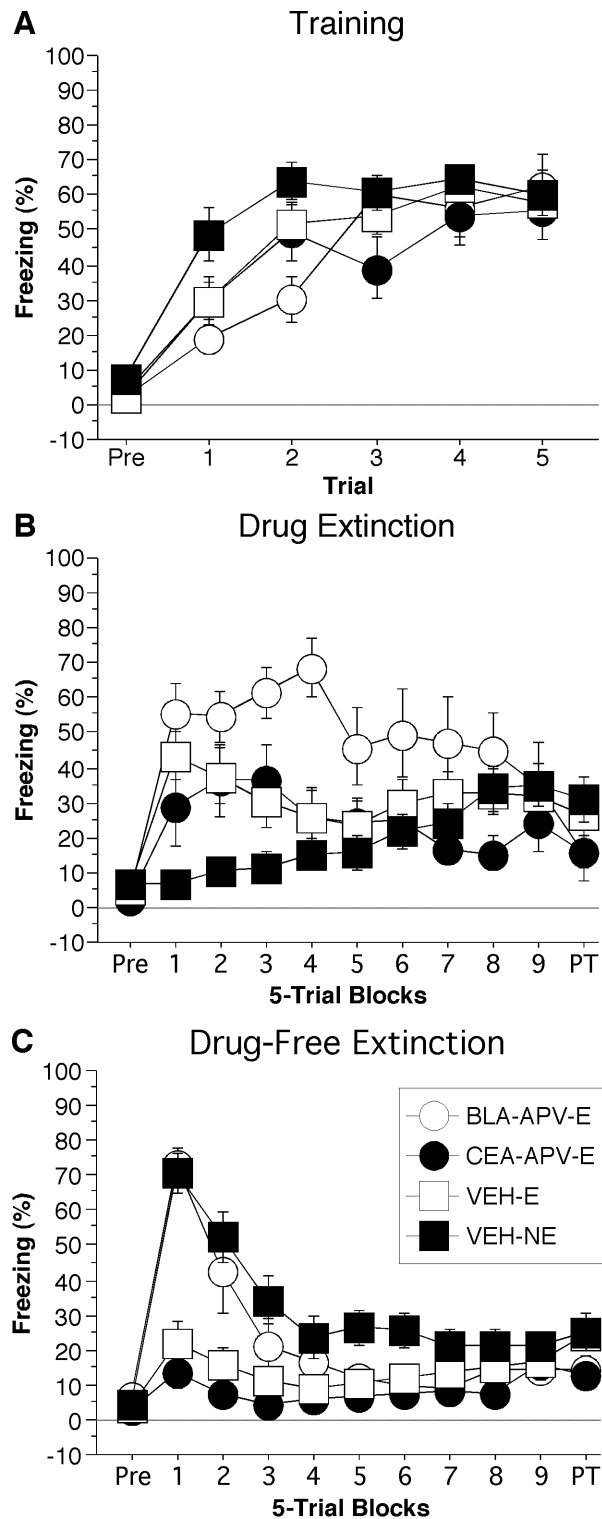 A
Training
100
90
80
70
60
50
40
30
20
10
0
-10
Freezing (%)
Pre 1 2 3 4 5
Trial
B
Drug Extinction
100
90
80
70
60
50
40
30
20
10
0
-10
Freezing (%)
Pre 1 2 3 4 5 6 7 8 9 PT
5-Trial Blocks
C
Drug-Free Extinction
100
90
80
70
60
50
40
30
20
10
0
-10
Freezing (%)
BLA-APV-E
CEA-APV-E
VEH-E
VEH-NE
Pre 1 2 3 4 5 6 7 8 9 PT
5-Trial Blocks